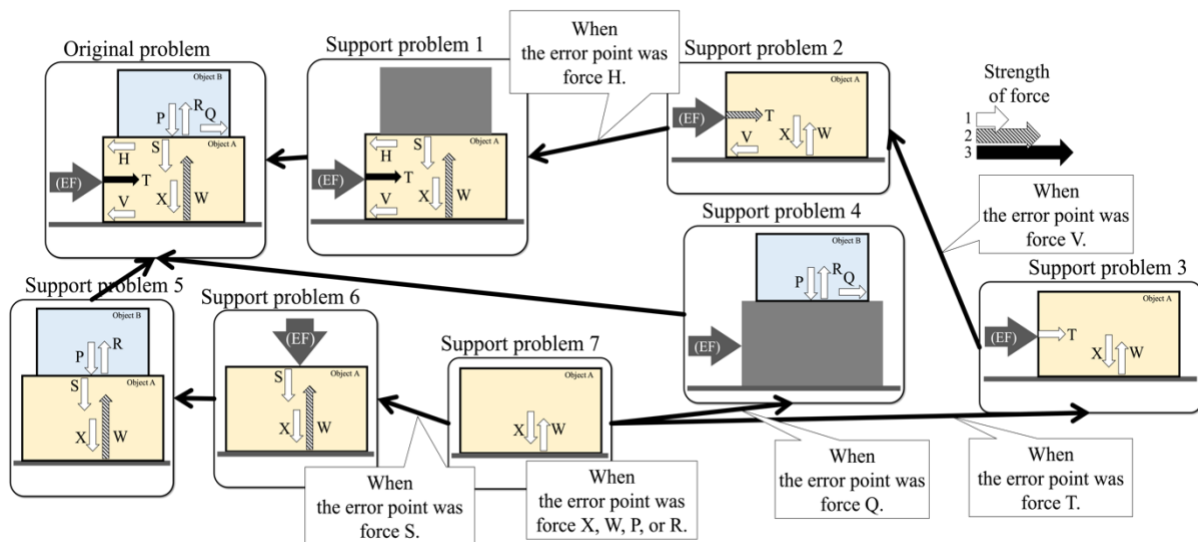 Original problem
Object B
P
R
Q
Object A
H
S
(EF)
T
X
W
V
Support problem 1
Object A
H
S
(EF)
T
X
W
V
When
the error point was
force H.
Support problem 2
Object A
(EF)
T
X
W
V
Strength
of force
1
2
3
When
the error point was
force V.
Support problem 3
Object A
(EF)
T
X
W
Support problem 4
Object B
P
R
Q
(EF)
Support problem 5
Object B
P
R
Object A
S
X
W
Support problem 6
(EF)
Object A
S
X
W
Support problem 7
Object A
X
W
When
the error point was
force S.
When
the error point was
force X, W, P, or R.
When
the error point was
force Q.
When
the error point was
force T.